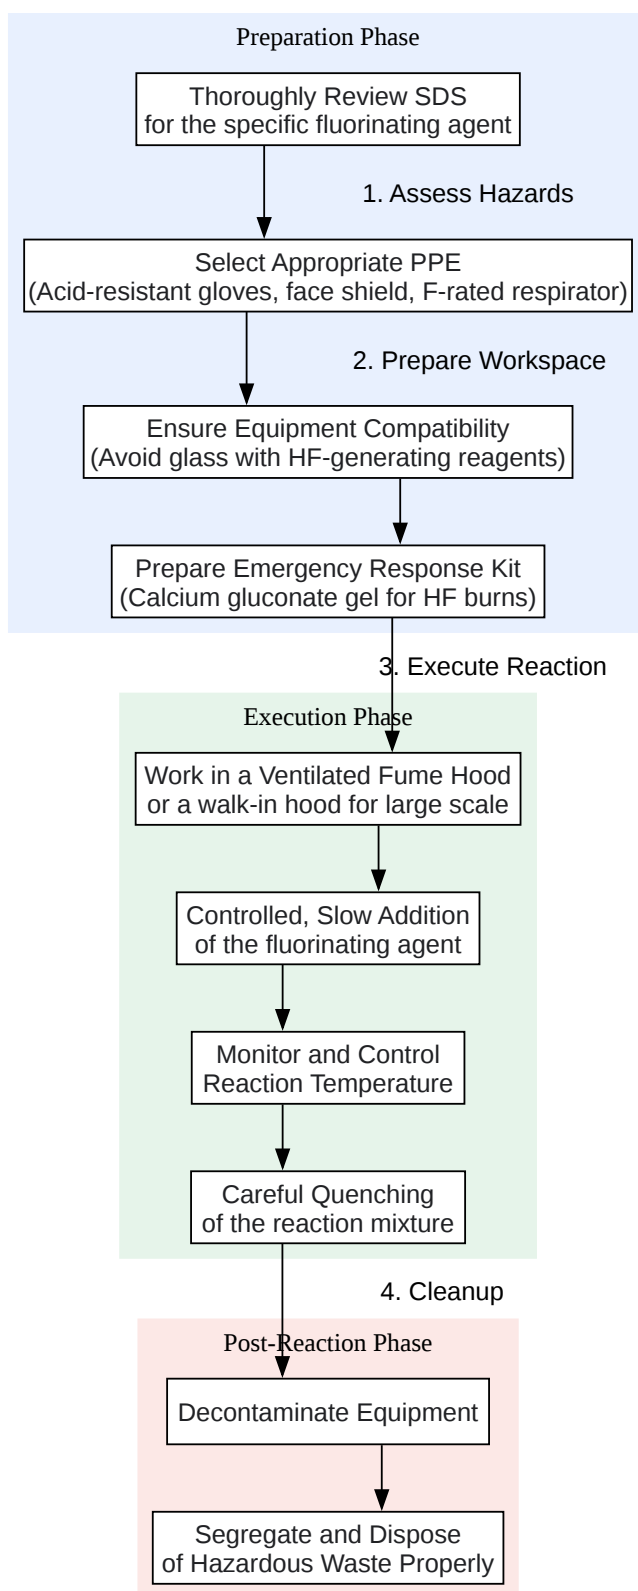 Preparation Phase
Thoroughly Review SDS
for the specific fluorinating agent
1. Assess Hazards
Select Appropriate PPE
(Acid-resistant gloves, face shield, F-rated respirator)
2. Prepare Workspace
Ensure Equipment Compatibility
(Avoid glass with HF-generating reagents)
Prepare Emergency Response Kit
(Calcium gluconate gel for HF burns)
3. Execute Reaction
Execution Phase
Work in a Ventilated Fume Hood
or a walk-in hood for large scale
Controlled, Slow Addition
of the fluorinating agent
Monitor and Control
Reaction Temperature
Careful Quenching
of the reaction mixture
4. Cleanup
Post-Reaction Phase
Decontaminate Equipment
Segregate and Dispose
of Hazardous Waste Properly